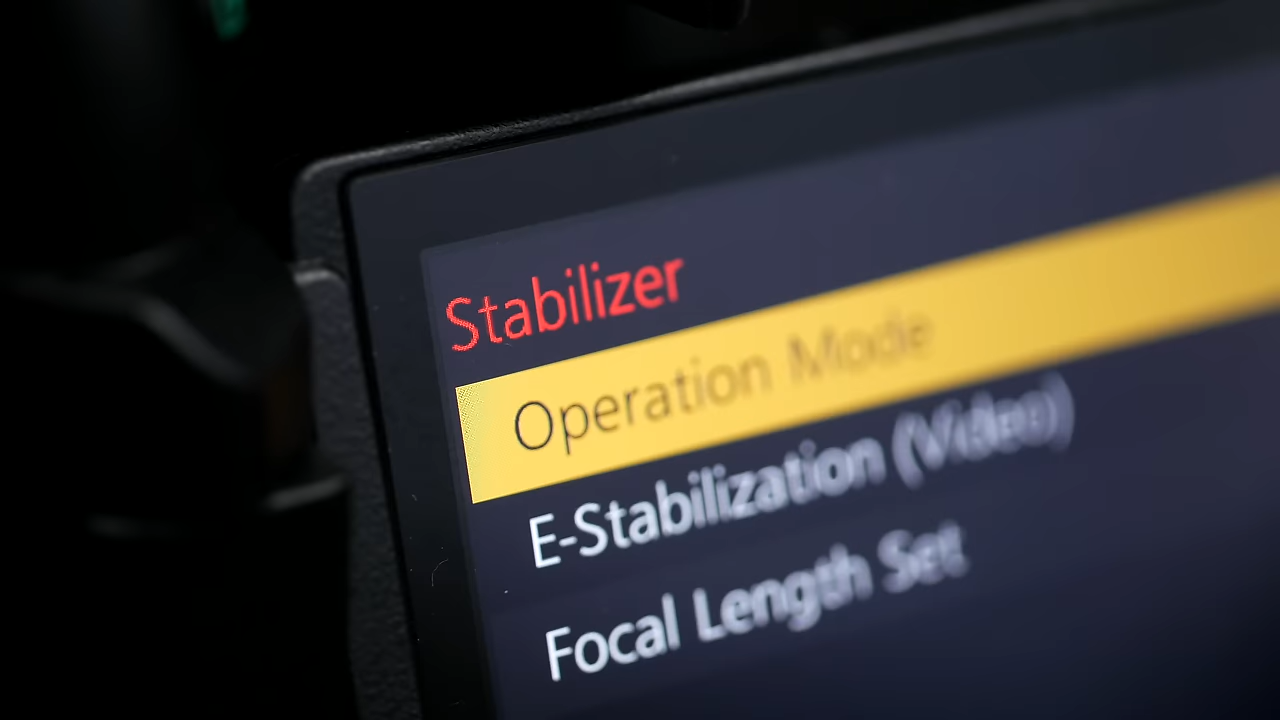 Stabilizer
Operation Mode
E-Stabilization (Video)
Focal Length Set